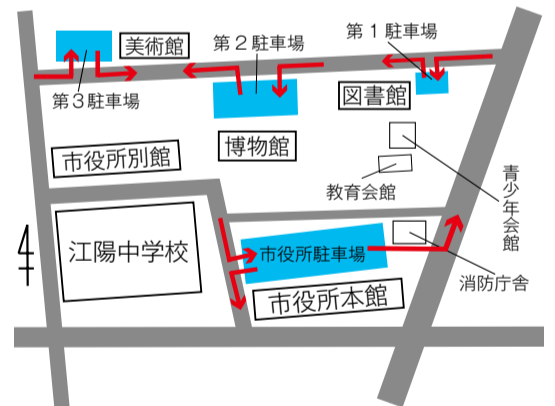 美術館
第２駐車場
第１駐車場
第３駐車場
図書館
博物館
市役所別館
教育会館
青少年会館
江陽中学校
市役所駐車場
消防庁舎
市役所本館